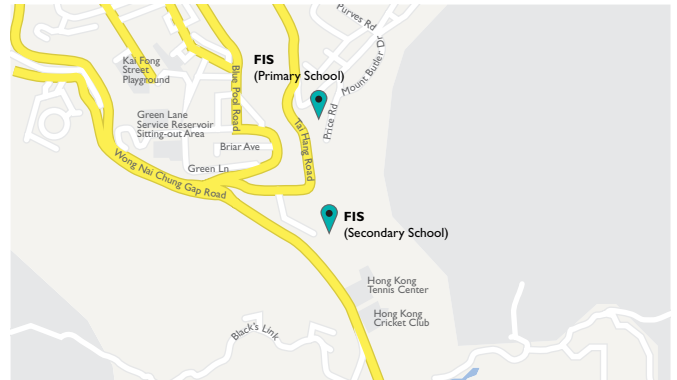 Purves Rd
Mount Butler Dr
Kai Fong
Street
Playground
FIS
(Primary School)
Blue Pool Road
Price Rd
Green Lane
Service Reservoir
Sitting-out Area
Tai Hang Road
Briar Ave
Green Ln
Wong Nai Chung Gap Road
FIS
(Secondary School)
Hong Kong
Tennis Center
Hong Kong
Cricket Club
Black's Link